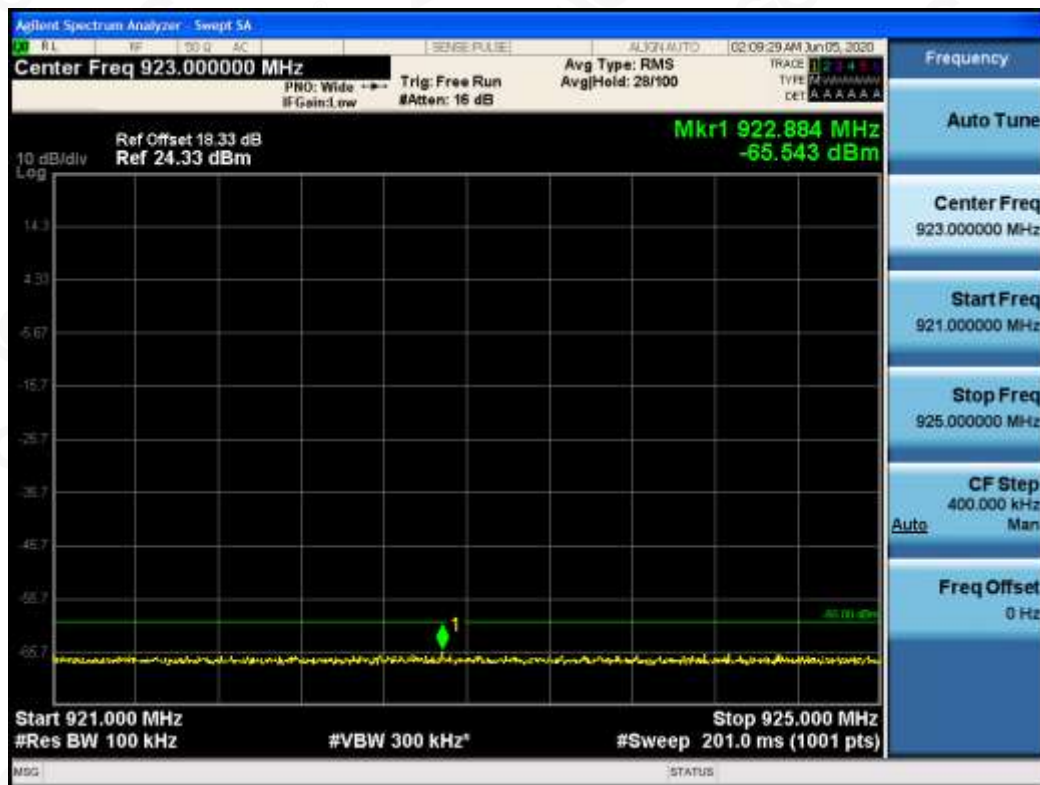 Agilent Spectrum Analyzer - Swept SA
RL RF 50 Ω AC SENSE:PULSE ALIGN AUTO 02:09:29 AM Jun 05, 2020
Center Freq 923.000000 MHz
PNO: Wide
IFGain:Low
Trig: Free Run
#Atten: 16 dB
Avg Type: RMS
Avg|Hold: 28/100
TRACE 1 2 3 4 5 6
TYPE
DET A A A A A A
Frequency
Ref Offset 18.33 dB
Ref 24.33 dBm
10 dB/div
Log
Mkr1 922.884 MHz
-65.543 dBm
14.3
4.33
-5.67
-15.7
-25.7
-35.7
-45.7
-55.7
-65.7
1
Start 921.000 MHz
Stop 925.000 MHz
#Res BW 100 kHz
#VBW 300 kHz*
#Sweep 201.0 ms (1001 pts)
MSG
STATUS
Auto Tune
Center Freq
923.000000 MHz
Start Freq
921.000000 MHz
Stop Freq
925.000000 MHz
CF Step
400.000 kHz
Auto Man
Freq Offset
0 Hz